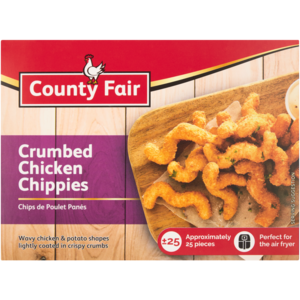 County Fair
Crumbed
Chicken
Chippies
Chips de Poulet Panés
Wavy chicken & potato shapes
lightly coated in crispy crumbs
±25
Approximately
25 pieces
Perfect for
the air fryer